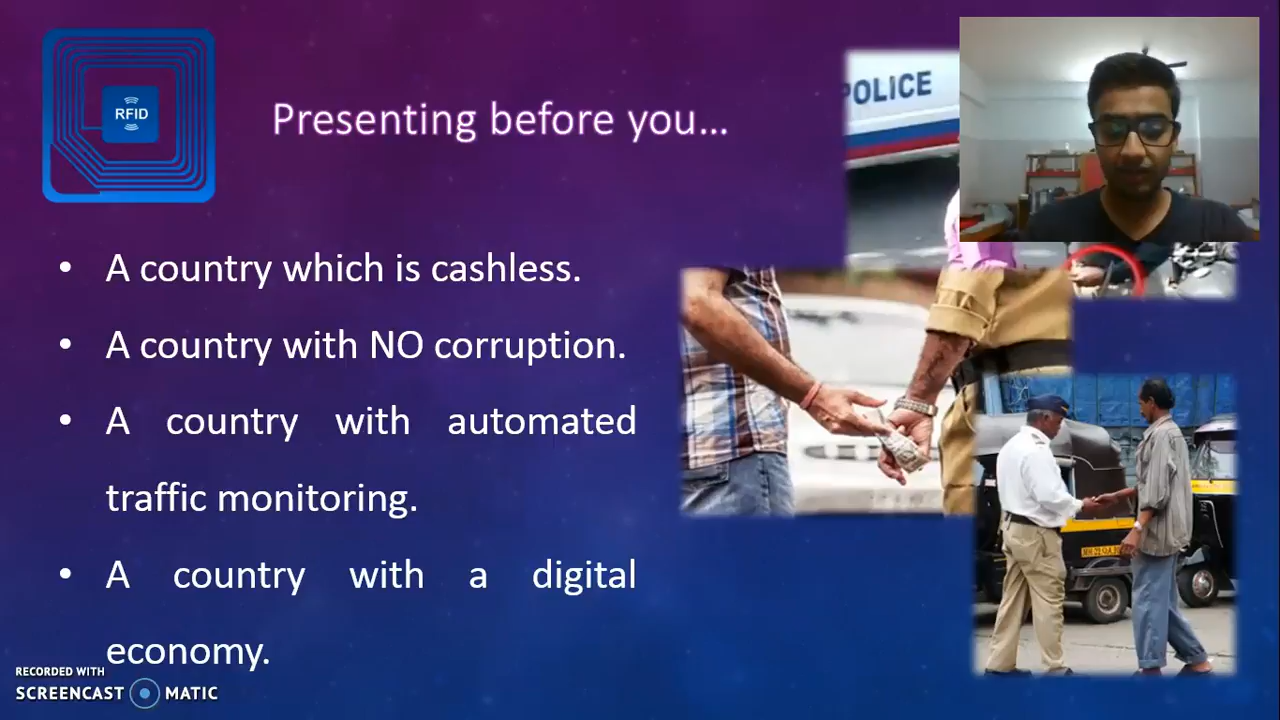 RFID
Presenting before you...
POLICE
• A country which is cashless.
• A country with NO corruption.
• A country with automated
traffic monitoring.
• A country with a digital
economy.
RECORDED WITH
SCREENCAST MATIC